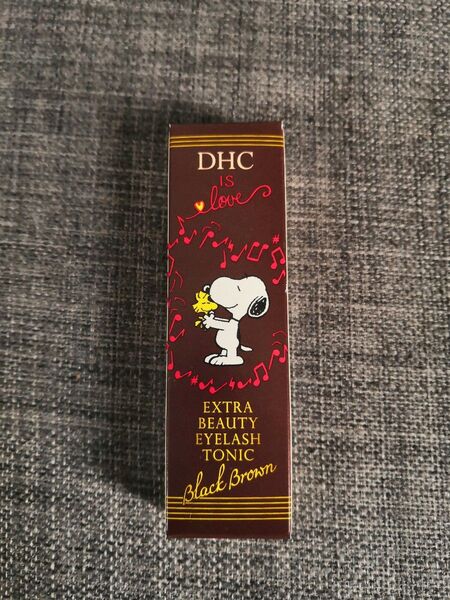 DHC
IS
love
EXTRA
BEAUTY
EYELASH
TONIC
Black Brown